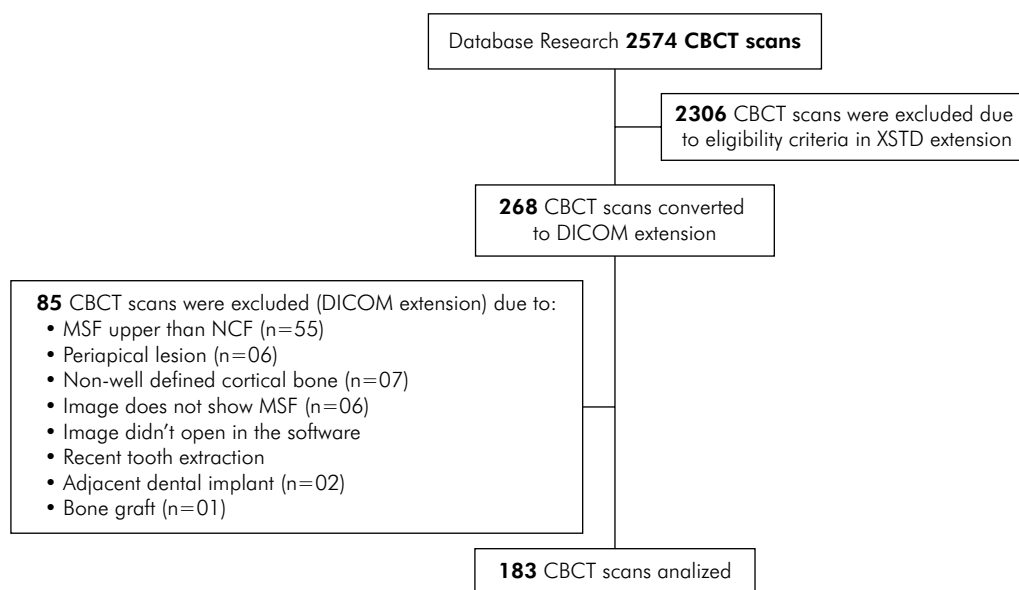 Database Research 2574 CBCT scans
2306 CBCT scans were excluded due
to eligibility criteria in XSTD extension
268 CBCT scans converted
to DICOM extension
85 CBCT scans were excluded (DICOM extension) due to:
• MSF upper than NCF (n=55)
• Periapical lesion (n=06)
• Non-well defined cortical bone (n=07)
• Image does not show MSF (n=06)
• Image didn't open in the software
• Recent tooth extraction
• Adjacent dental implant (n=02)
• Bone graft (n=01)
183 CBCT scans analized